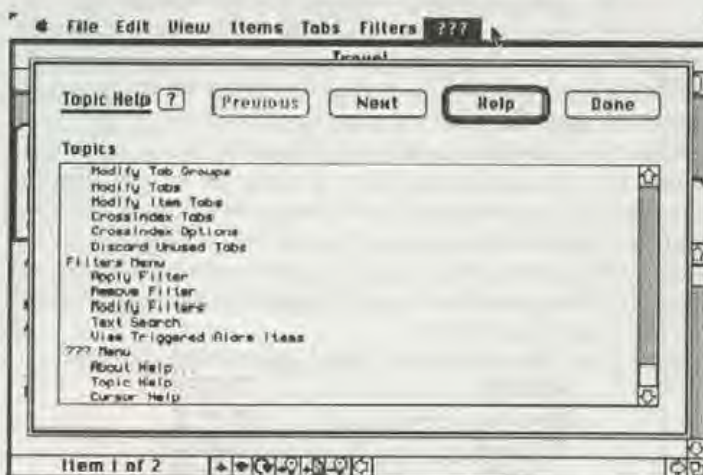 File Edit View Items Tabs Filters ???
Travel
Topic Help ? Previous Next Help Done
Topics
Modify Tab Groups
Modify Tabs
Modify Item Tabs
CrossIndex Tabs
CrossIndex Options
Discard Unused Tabs
Filters Menu
Apply Filter
Remove Filter
Modify Filters
Text Search
View Triggered Alarm Items
??? Menu
About Help...
Topic Help
Cursor Help
Item 1 of 2